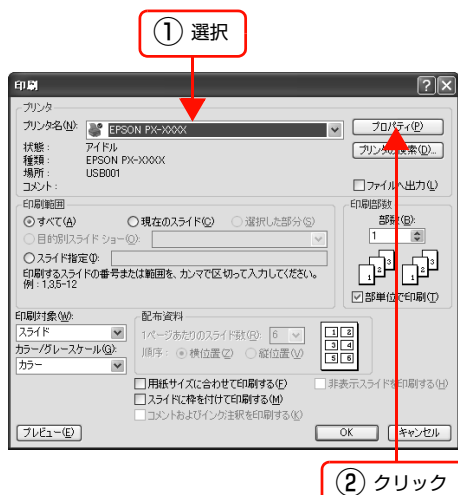 ① 選択
印刷
プリンタ
プリンタ名(N): EPSON PX-XXXX
プロパティ(P)
状態: アイドル
プリンタの検索(D)...
種類: EPSON PX-XXXX
場所: USB001
コメント:
ファイルへ出力(L)
印刷範囲
すべて(A) 現在のスライド(C) 選択した部分(S)
目的別スライド ショー(O):
スライド指定(I):
印刷するスライドの番号または範囲を、カンマで区切って入力してください。
例: 1,3,5-12
印刷部数
部数(B):
1
1 2 3 1 2 3
部単位で印刷(T)
印刷対象(W):
スライド
カラー/グレースケール(G):
カラー
配布資料
1ページあたりのスライド数(R): 6
順序: 横位置(Z) 縦位置(V)
1 2
3 4
5 6
用紙サイズに合わせて印刷する(F) 非表示スライドを印刷する(H)
スライドに枠を付けて印刷する(M)
コメントおよびインク注釈を印刷する(K)
プレビュー(E) OK キャンセル
② クリック